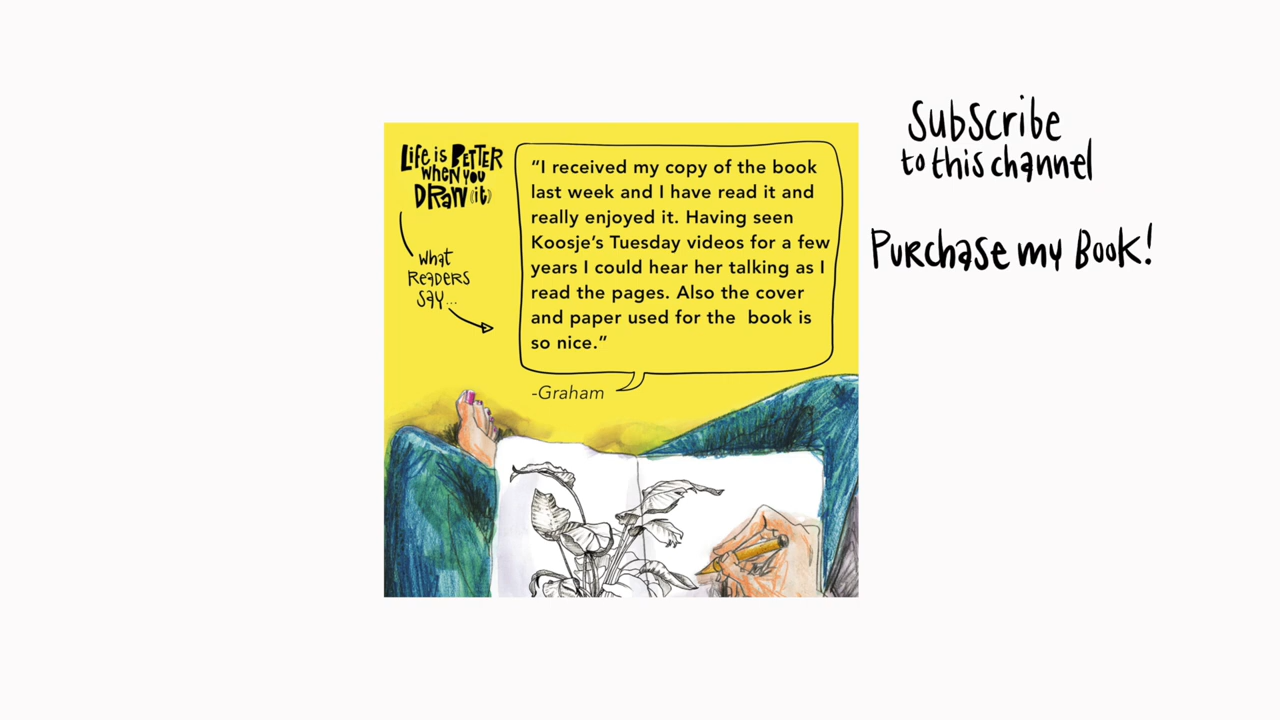 Life is BETTER
when you
DRAW (it)
What
READERS
SAY...
“I received my copy of the book
last week and I have read it and
really enjoyed it. Having seen
Koosje’s Tuesday videos for a few
years I could hear her talking as I
read the pages. Also the cover
and paper used for the book is
so nice.”
-Graham
Subscribe
to this channel
Purchase my Book!